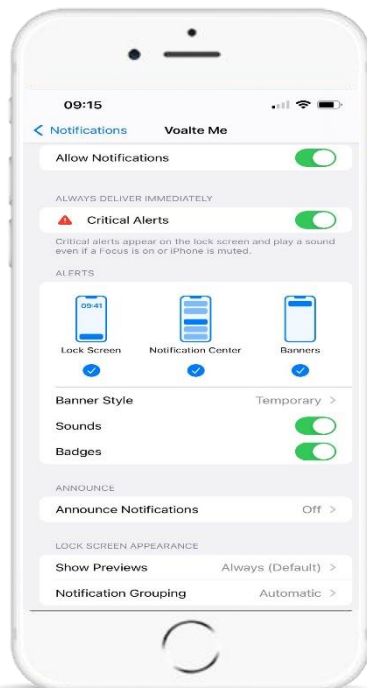 09:15
Notifications Voalte Me
Allow Notifications
ALWAYS DELIVER IMMEDIATELY
Critical Alerts
Critical alerts appear on the lock screen and play a sound
even if a Focus is on or iPhone is muted.
ALERTS
09:41
Lock Screen Notification Center Banners
Banner Style Temporary
Sounds
Badges
ANNOUNCE
Announce Notifications Off
LOCK SCREEN APPEARANCE
Show Previews Always (Default)
Notification Grouping Automatic